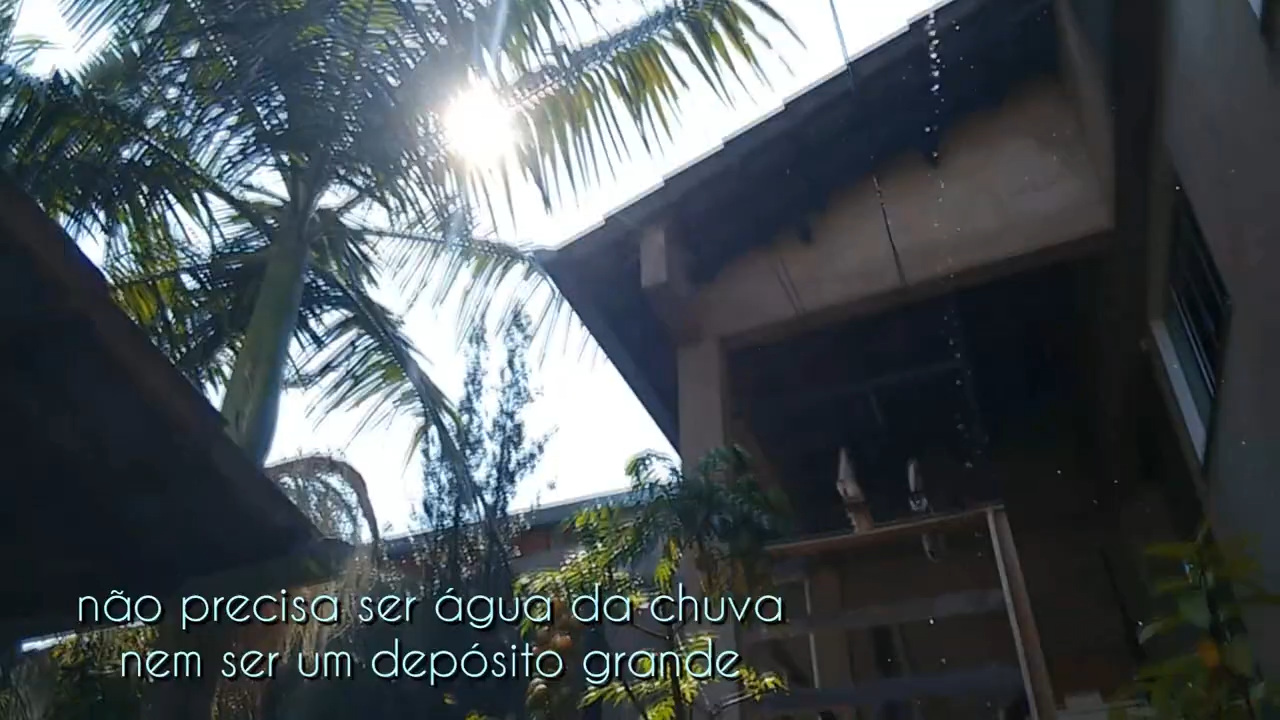 não precisa ser água da chuva
nem ser um depósito grande